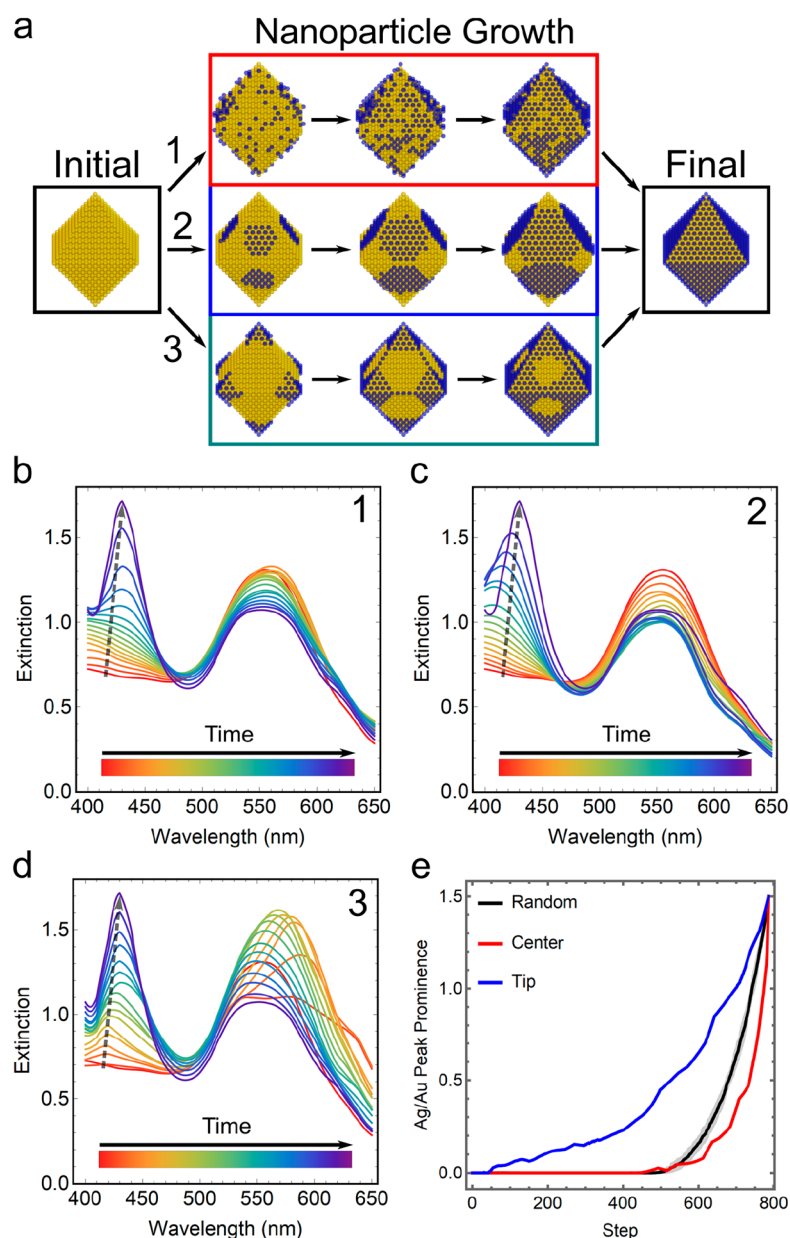 a
Nanoparticle Growth
Initial
1
2
3
Final
b
1
Extinction
1.5
1.0
0.5
0.0
Time
400 450 500 550 600 650
Wavelength (nm)
c
2
Extinction
1.5
1.0
0.5
0.0
Time
400 450 500 550 600 650
Wavelength (nm)
d
3
Extinction
1.5
1.0
0.5
0.0
Time
400 450 500 550 600 650
Wavelength (nm)
e
Ag/Au Peak Prominence
1.5
1.0
0.5
0.0
Random
Center
Tip
0 200 400 600 800
Step